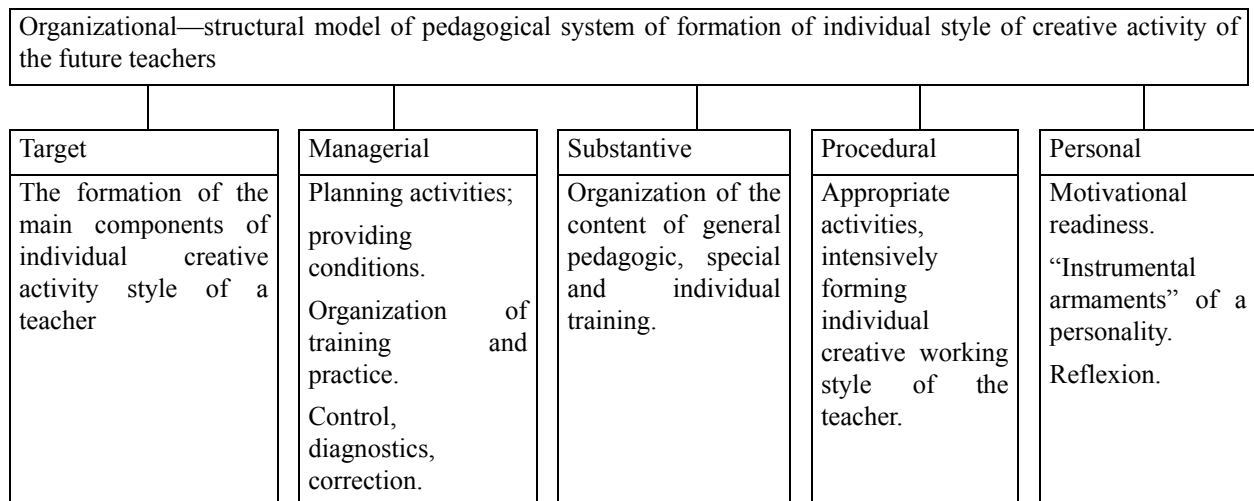 Organizational—structural model of pedagogical system of formation of individual style of creative activity of
the future teachers
Target
The formation of the
main components of
individual creative
activity style of a
teacher
Managerial
Planning activities;
providing
conditions.
Organization of
training and
practice.
Control,
diagnostics,
correction.
Substantive
Organization of the
content of general
pedagogic, special
and individual
training.
Procedural
Appropriate
activities,
intensively
forming
individual
creative working
style of the
teacher.
Personal
Motivational
readiness.
“Instrumental
armaments” of a
personality.
Reflexion.